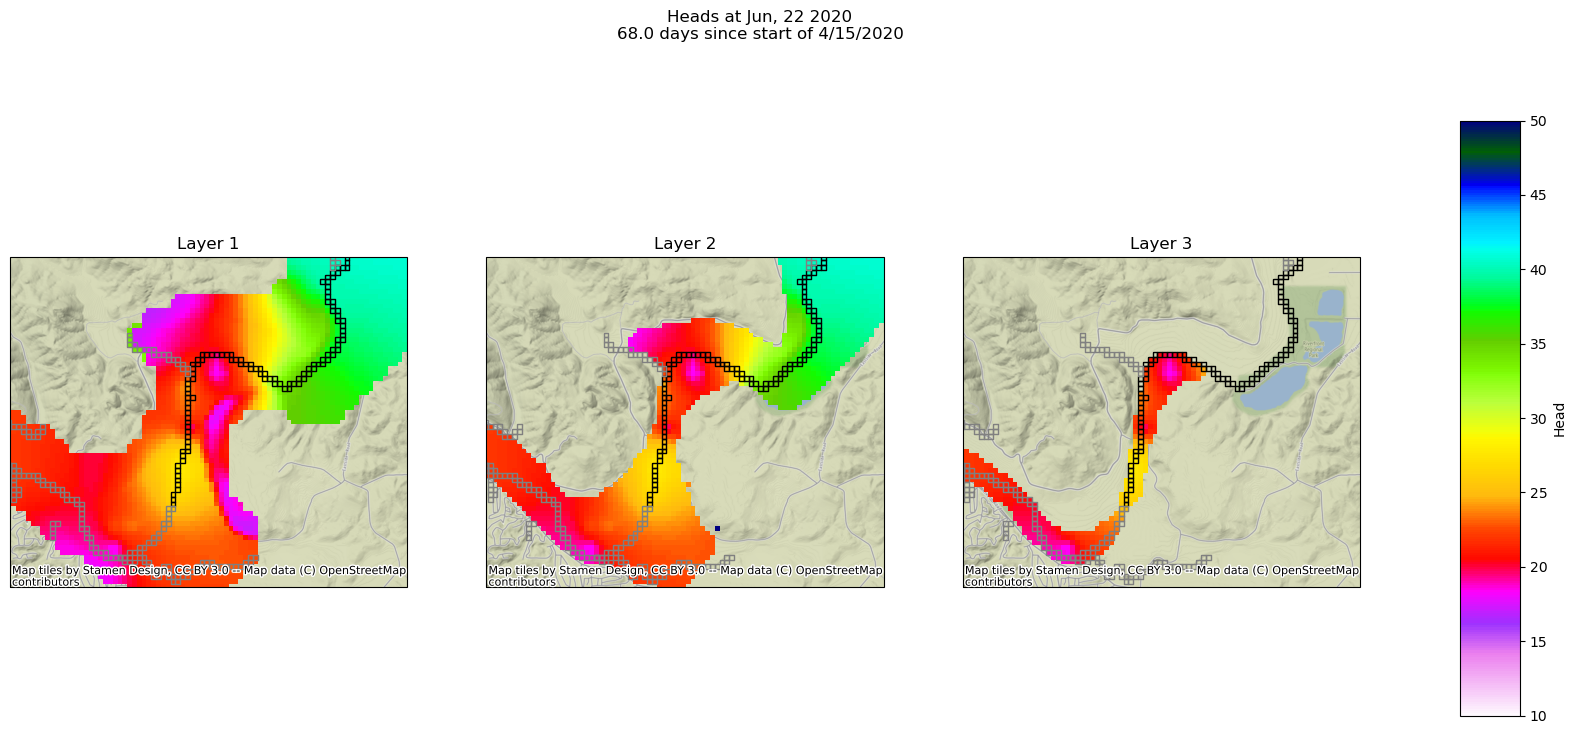 Heads at Jun, 22 2020
68.0 days since start of 4/15/2020
Layer 1
Layer 2
Layer 3
Map tiles by Stamen Design, CC BY 3.0 -- Map data (C) OpenStreetMap
contributors
Map tiles by Stamen Design, CC BY 3.0 -- Map data (C) OpenStreetMap
contributors
Map tiles by Stamen Design, CC BY 3.0 -- Map data (C) OpenStreetMap
contributors
50
45
40
35
30
25
20
15
10
Head